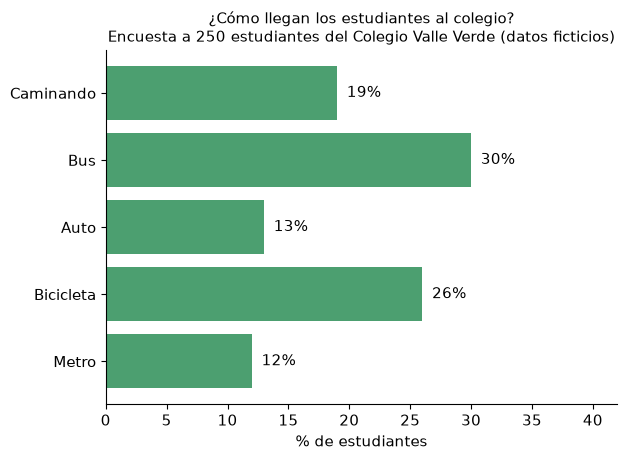 ¿Cómo llegan los estudiantes al colegio?
Encuesta a 250 estudiantes del Colegio Valle Verde (datos ficticios)
Caminando 19%
Bus 30%
Auto 13%
Bicicleta 26%
Metro 12%
0 5 10 15 20 25 30 35 40
% de estudiantes